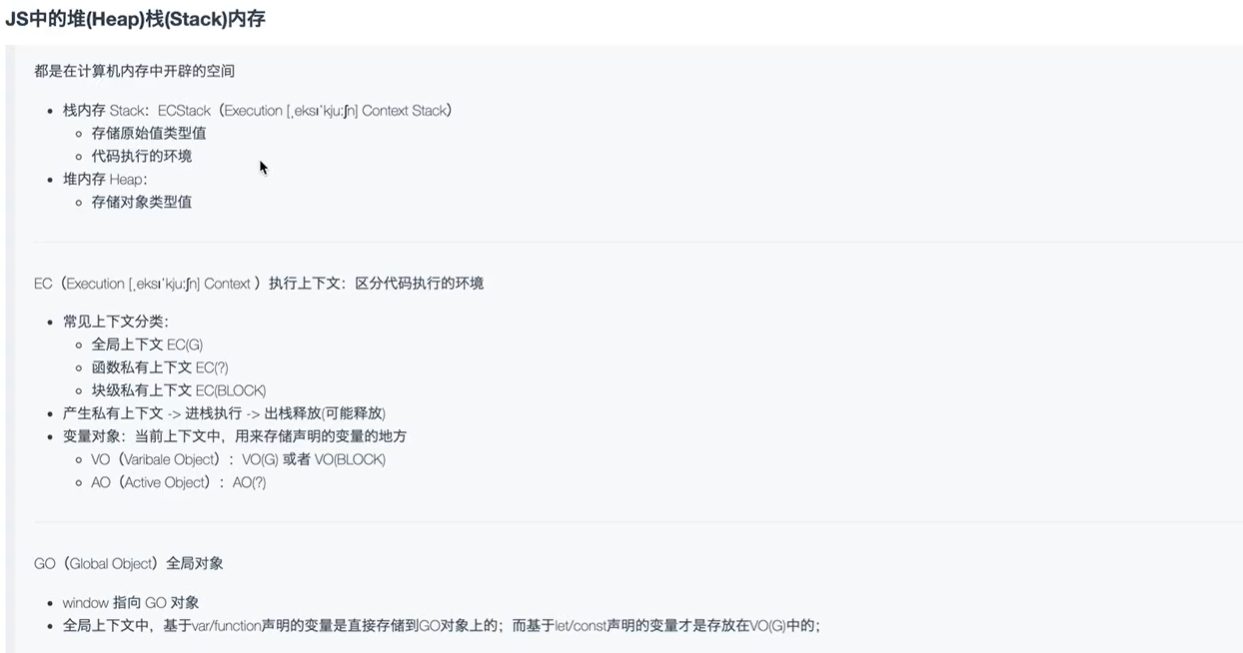 JS中的堆(Heap)栈(Stack)内存
都是在计算机内存中开辟的空间
栈内存 Stack：ECStack（Execution [ˌeksɪˈkjuːʃn] Context Stack）
存储原始值类型值
代码执行的环境
堆内存 Heap：
存储对象类型值
EC（Execution [ˌeksɪˈkjuːʃn] Context ）执行上下文：区分代码执行的环境
常见上下文分类：
全局上下文 EC(G)
函数私有上下文 EC(?)
块级私有上下文 EC(BLOCK)
产生私有上下文 -> 进栈执行 -> 出栈释放(可能释放)
变量对象：当前上下文中，用来存储声明的变量的地方
VO（Varibale Object）：VO(G) 或者 VO(BLOCK)
AO（Active Object）：AO(?)
GO（Global Object）全局对象
window 指向 GO 对象
全局上下文中，基于var/function声明的变量是直接存储到GO对象上的；而基于let/const声明的变量才是存放在VO(G)中的；